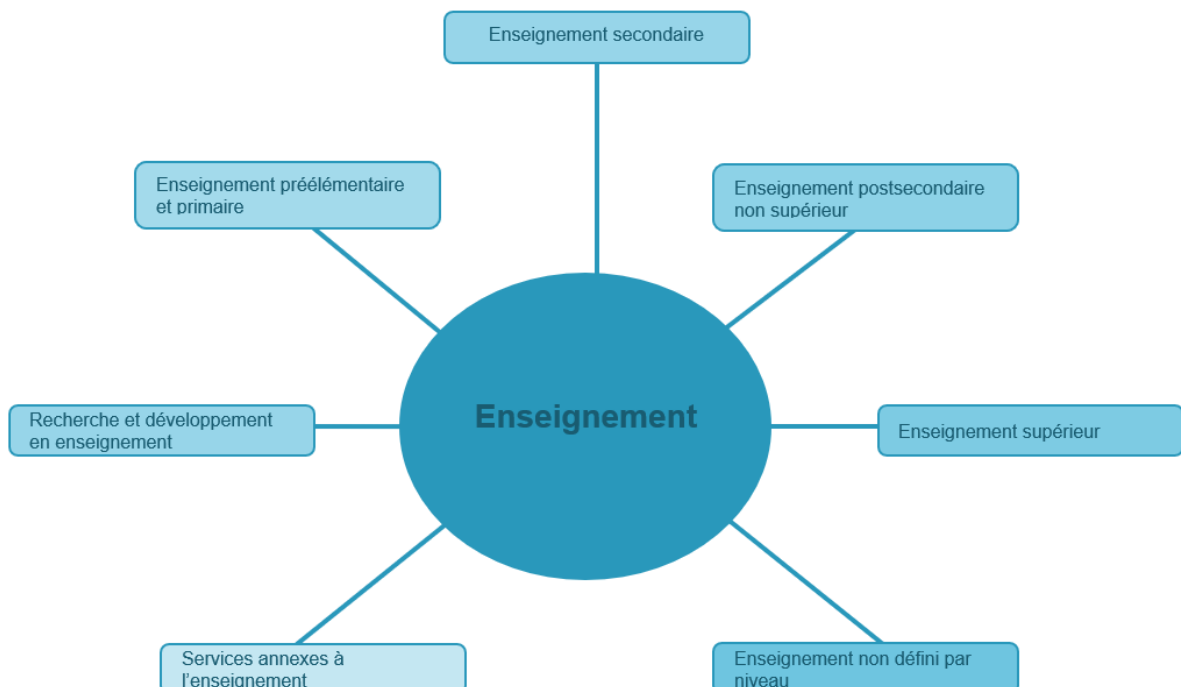 Enseignement secondaire
Enseignement préélémentaire
et primaire
Enseignement postsecondaire
non supérieur
Enseignement
Recherche et développement
en enseignement
Enseignement supérieur
Services annexes à
l’enseignement
Enseignement non défini par
niveau